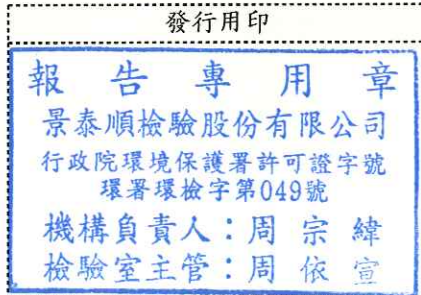 發行用印
報告專用章
景泰順檢驗股份有限公司
行政院環境保護署許可證字號
環署環檢字第049號
機構負責人：周宗緯
檢驗室主管：周依宣